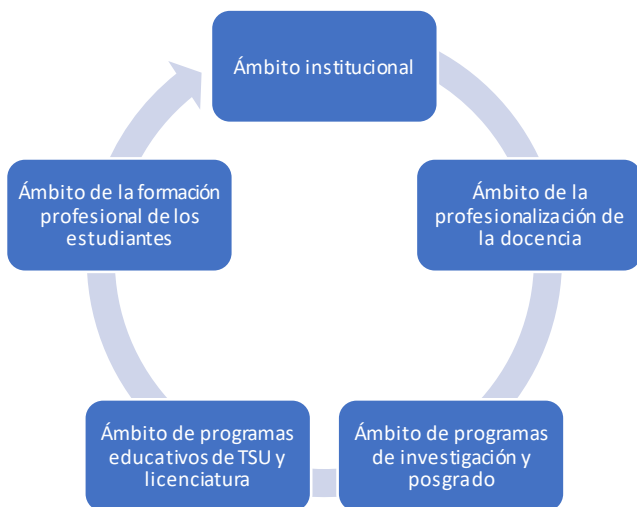 Ámbito institucional
Ámbito de la
profesionalización de
la docencia
Ámbito de programas
de investigación y
posgrado
Ámbito de programas
educativos de TSU y
licenciatura
Ámbito de la formación
profesional de los
estudiantes